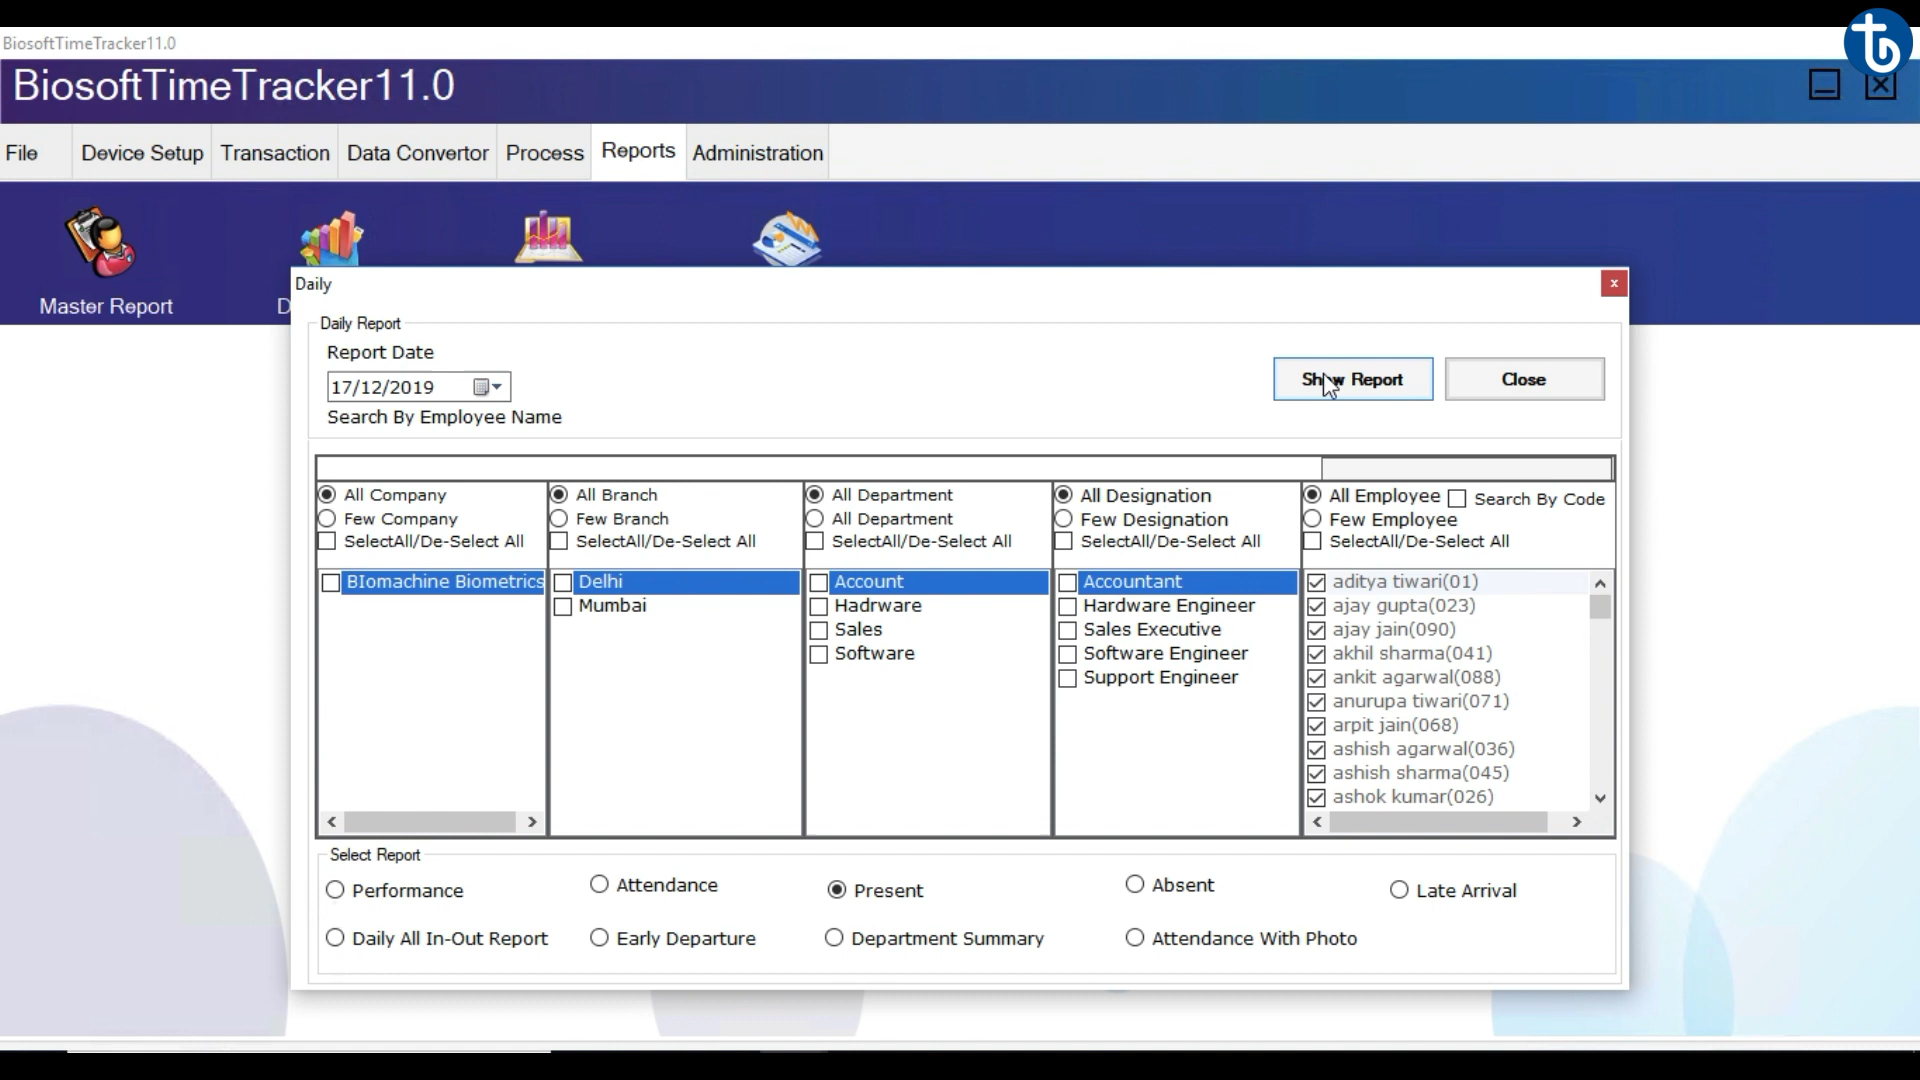 BiosoftTimeTracker11.0
BiosoftTimeTracker11.0
File Device Setup Transaction Data Convertor Process Reports Administration
Master Report
D
Daily
Daily Report
Report Date
17/12/2019
Show Report Close
Search By Employee Name
All Company
Few Company
SelectAll/De-Select All
BIomachine Biometrics
All Branch
Few Branch
SelectAll/De-Select All
Delhi
Mumbai
All Department
All Department
SelectAll/De-Select All
Account
Hadrware
Sales
Software
All Designation
Few Designation
SelectAll/De-Select All
Accountant
Hardware Engineer
Sales Executive
Software Engineer
Support Engineer
All Employee Search By Code
Few Employee
SelectAll/De-Select All
aditya tiwari(01)
ajay gupta(023)
ajay jain(090)
akhil sharma(041)
ankit agarwal(088)
anurupa tiwari(071)
arpit jain(068)
ashish agarwal(036)
ashish sharma(045)
ashok kumar(026)
Select Report
Performance Attendance Present Absent Late Arrival
Daily All In-Out Report Early Departure Department Summary Attendance With Photo